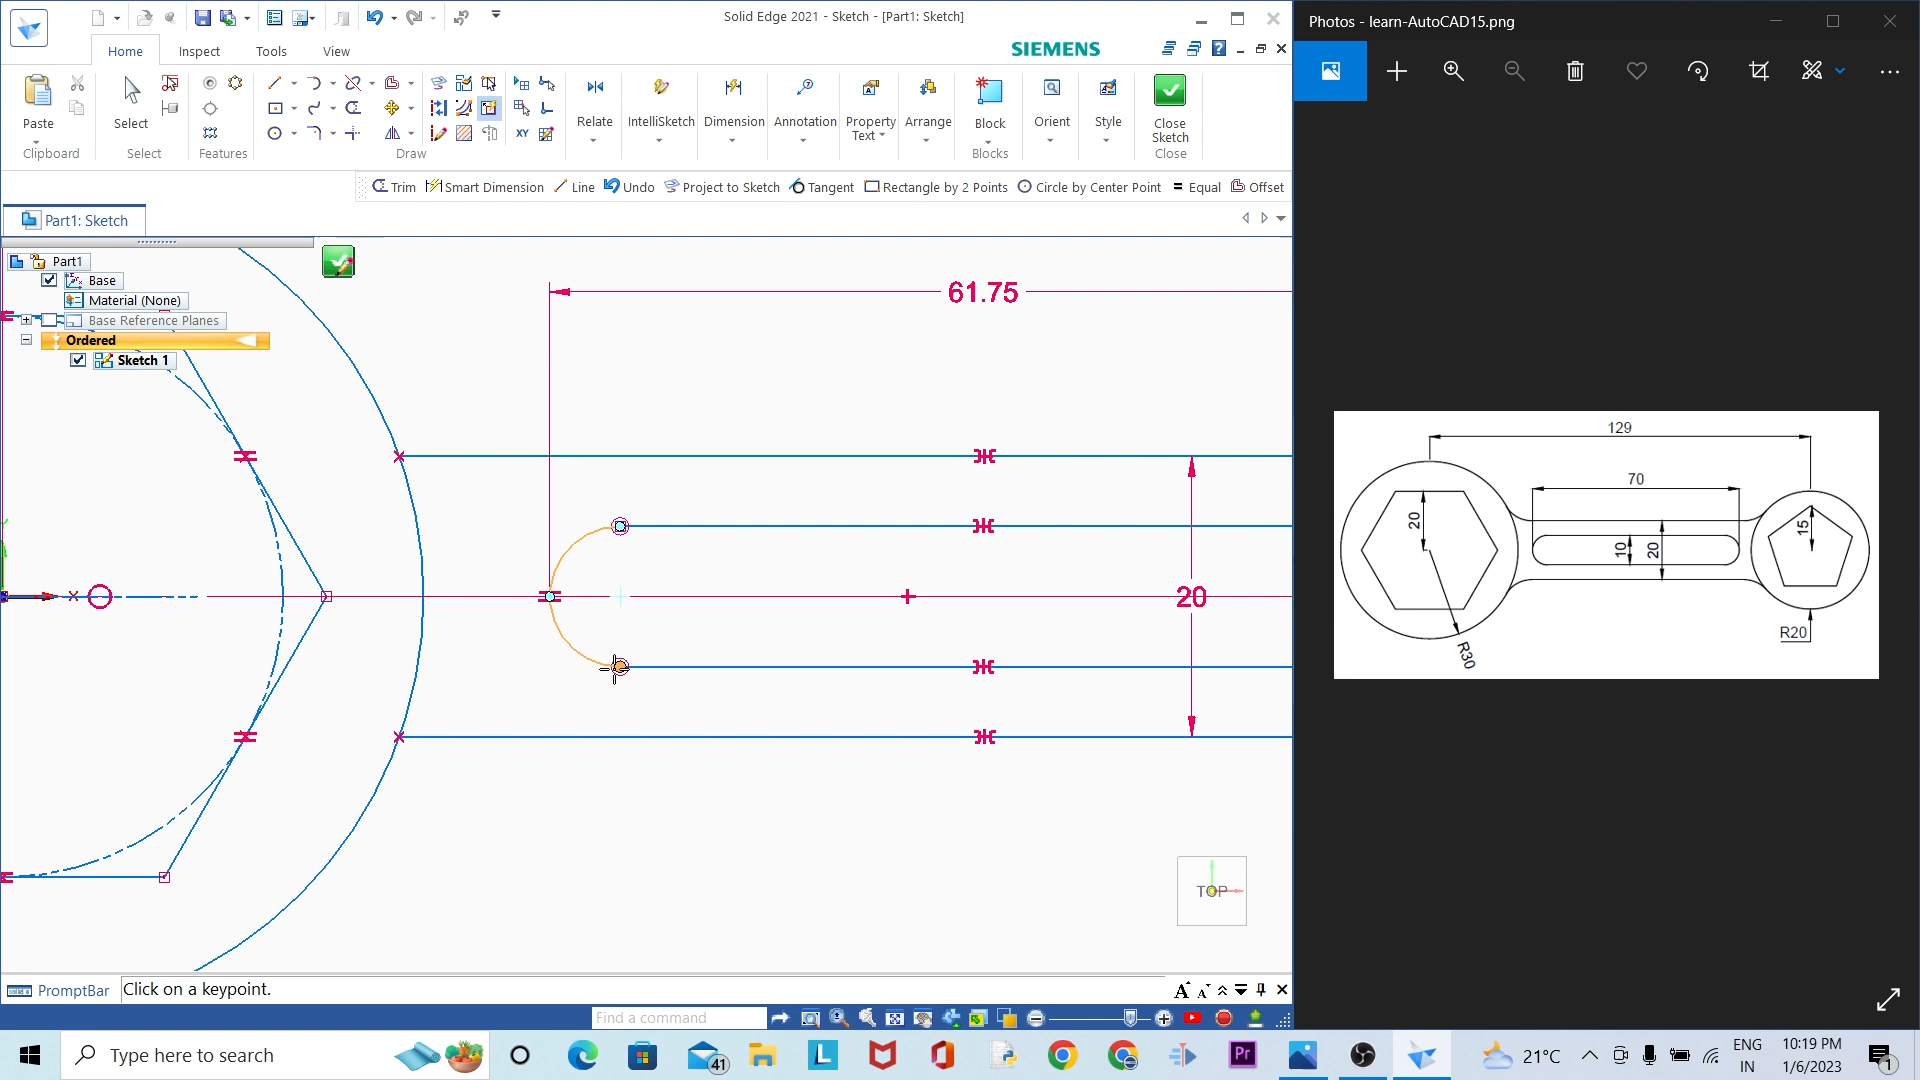 Solid Edge 2021 - Sketch - [Part1: Sketch]
Photos - learn-AutoCAD15.png
Home
Inspect
Tools
View
SIEMENS
Paste
Select
Relate
IntelliSketch
Dimension
Annotation
Property Text
Arrange
Block
Orient
Style
Close Sketch
Clipboard
Select
Features
Draw
Blocks
Close
Trim
Smart Dimension
Line
Undo
Project to Sketch
Tangent
Rectangle by 2 Points
Circle by Center Point
Equal
Offset
Part1: Sketch
Part1
Base
Material (None)
Base Reference Planes
Ordered
Sketch 1
61.75
20
TOP
129
70
20
10
20
15
R20
R30
PromptBar
Click on a keypoint.
Find a command
Type here to search
41
L
Pr
21°C
ENG
IN
10:19 PM
1/6/2023
1